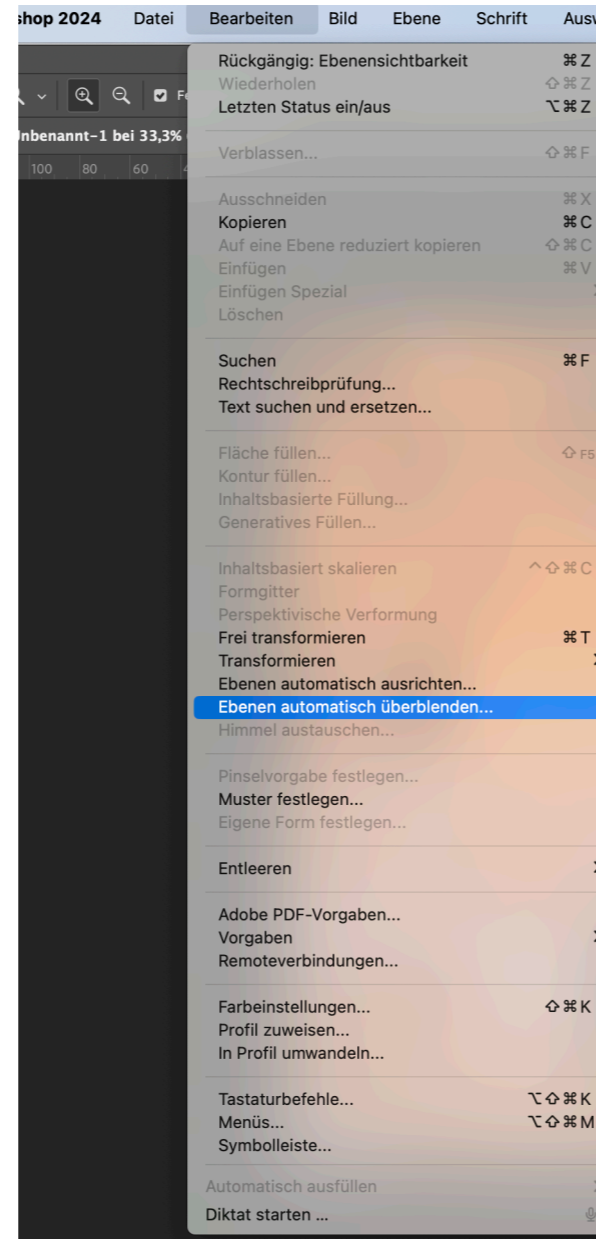 shop 2024 Datei Bearbeiten Bild Ebene Schrift Ausw
Unbenannt-1 bei 33,3%
100 80 60 4
Rückgängig: Ebenensichtbarkeit ⌘Z
Wiederholen ⇧⌘Z
Letzten Status ein/aus ⌥⌘Z
Verblassen... ⇧⌘F
Ausschneiden ⌘X
Kopieren ⌘C
Auf eine Ebene reduziert kopieren ⇧⌘C
Einfügen ⌘V
Einfügen Spezial
Löschen
Suchen ⌘F
Rechtschreibprüfung...
Text suchen und ersetzen...
Fläche füllen... ⇧F5
Kontur füllen...
Inhaltsbasierte Füllung...
Generatives Füllen...
Inhaltsbasiert skalieren ^⇧⌘C
Formgitter
Perspektivische Verformung
Frei transformieren ⌘T
Transformieren
Ebenen automatisch ausrichten...
Ebenen automatisch überblenden...
Himmel austauschen...
Pinselvorgabe festlegen...
Muster festlegen...
Eigene Form festlegen...
Entleeren
Adobe PDF-Vorgaben...
Vorgaben
Remoteverbindungen...
Farbeinstellungen... ⇧⌘K
Profil zuweisen...
In Profil umwandeln...
Tastaturbefehle... ⌥⇧⌘K
Menüs... ⌥⇧⌘M
Symbolleiste...
Automatisch ausfüllen
Diktat starten ...